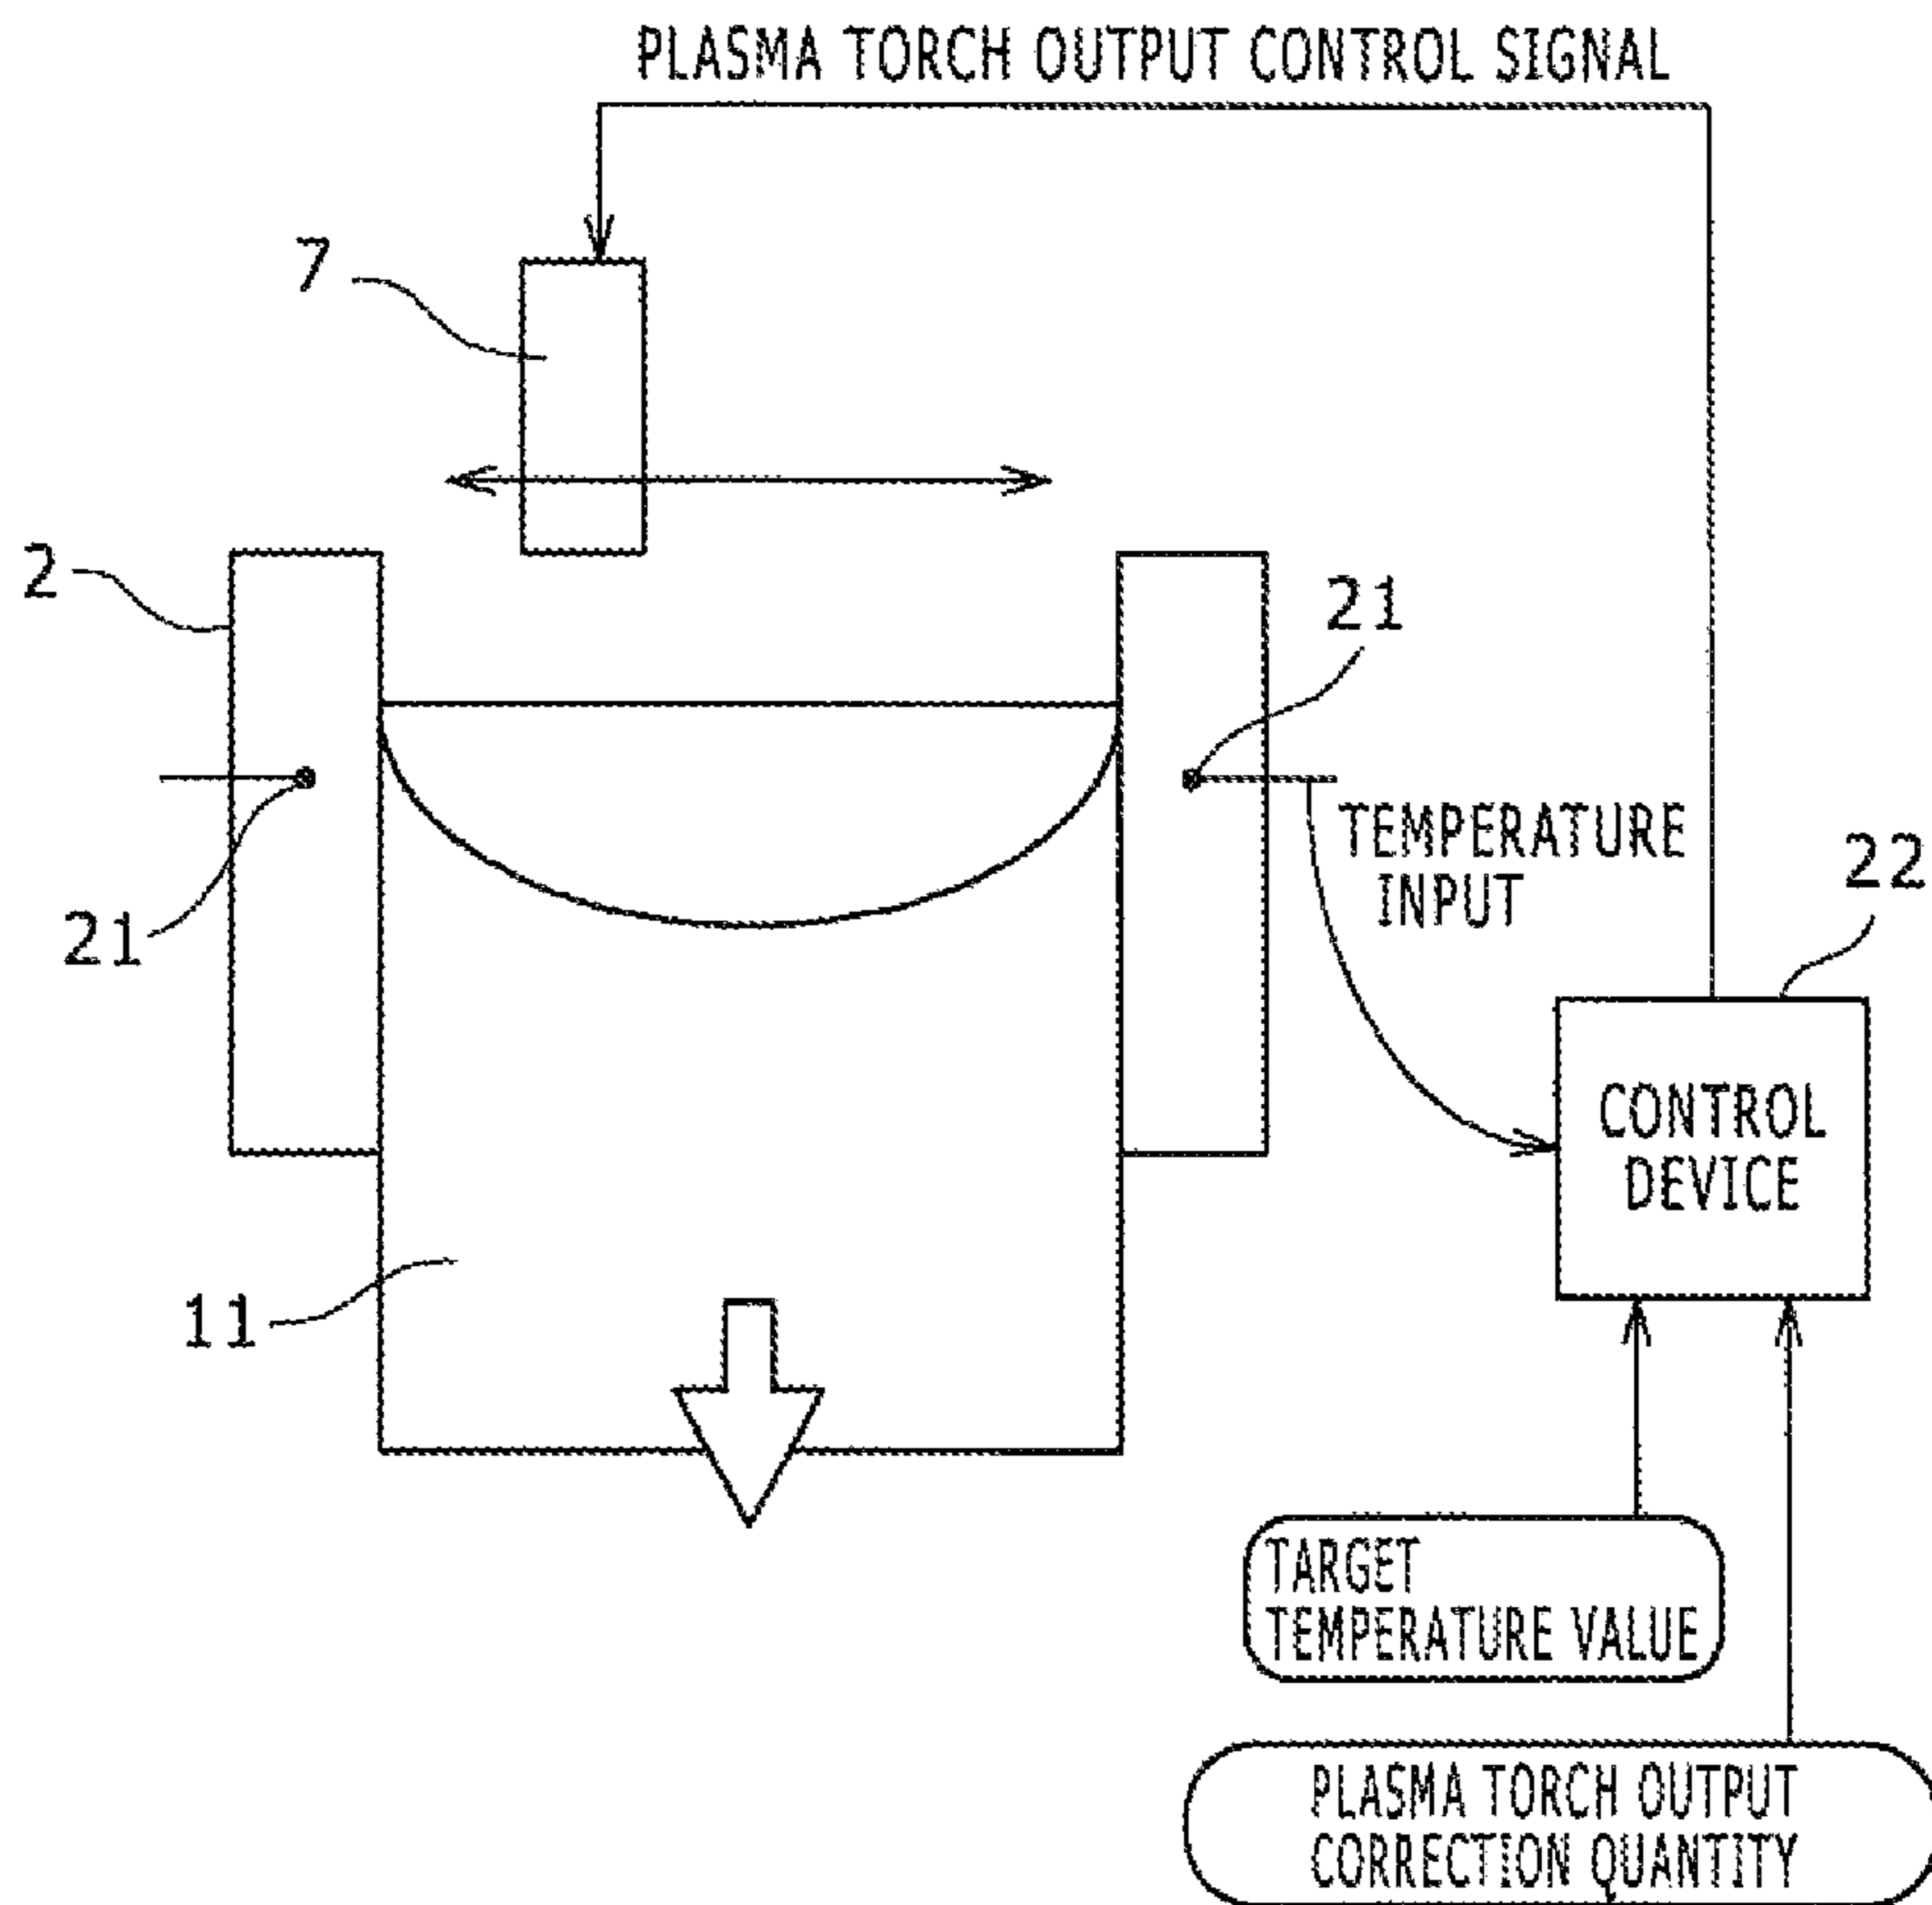 PLASMA TORCH OUTPUT CONTROL SIGNAL
7
2
21
21
TEMPERATURE
INPUT
22
CONTROL
DEVICE
11
TARGET
TEMPERATURE VALUE
PLASMA TORCH OUTPUT
CORRECTION QUANTITY